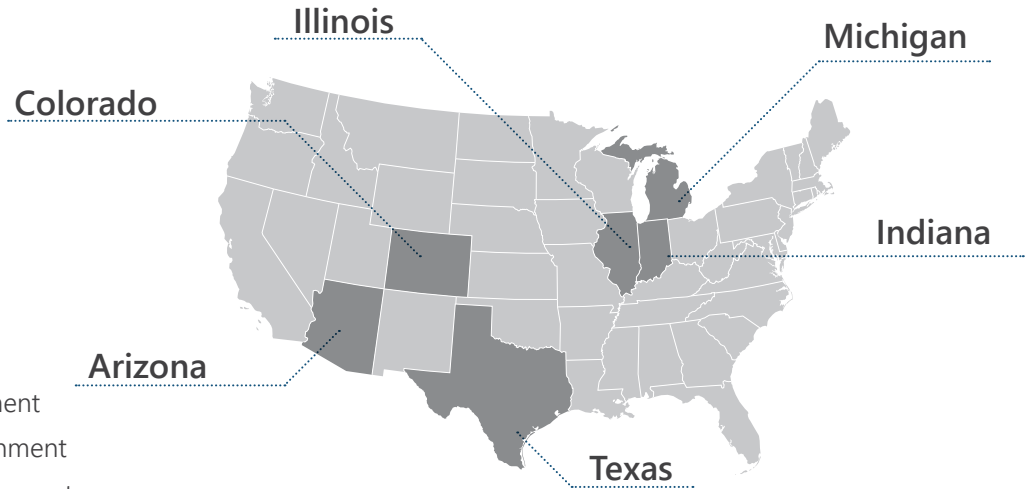 Illinois
Michigan
Colorado
Indiana
Arizona
Texas